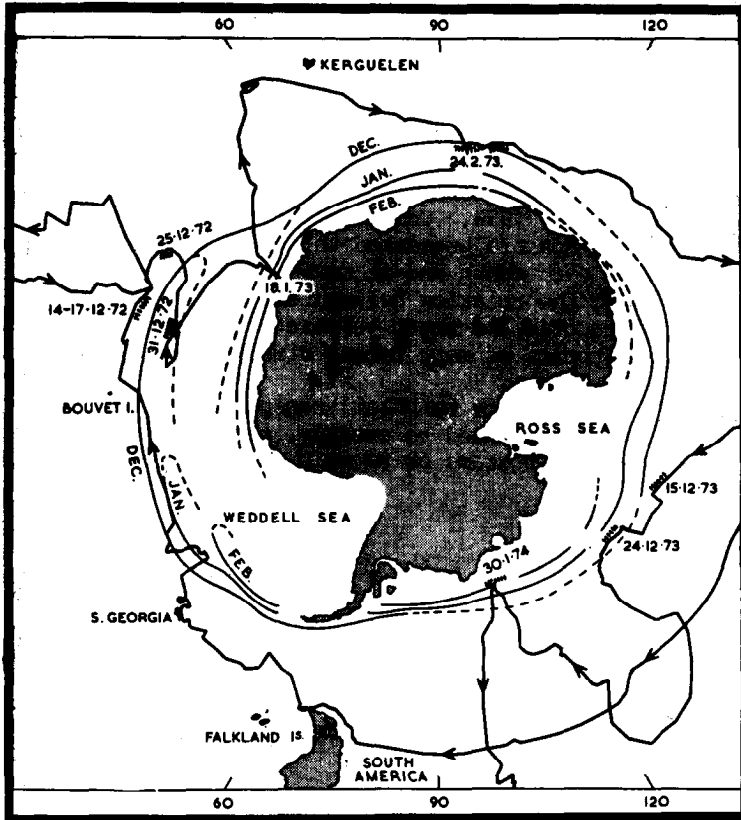 60 90 120
KERGUELEN
DEC.
24.2.73.
JAN.
FEB.
25·12·72
18.1.73
14-17-12·72
31·12·72
BOUVET I.
ROSS SEA
DEC.
JAN.
15·12·73
WEDDELL SEA
24·12·73
FEB.
30·1·74
S. GEORGIA
FALKLAND IS.
SOUTH
AMERICA
60 90 120